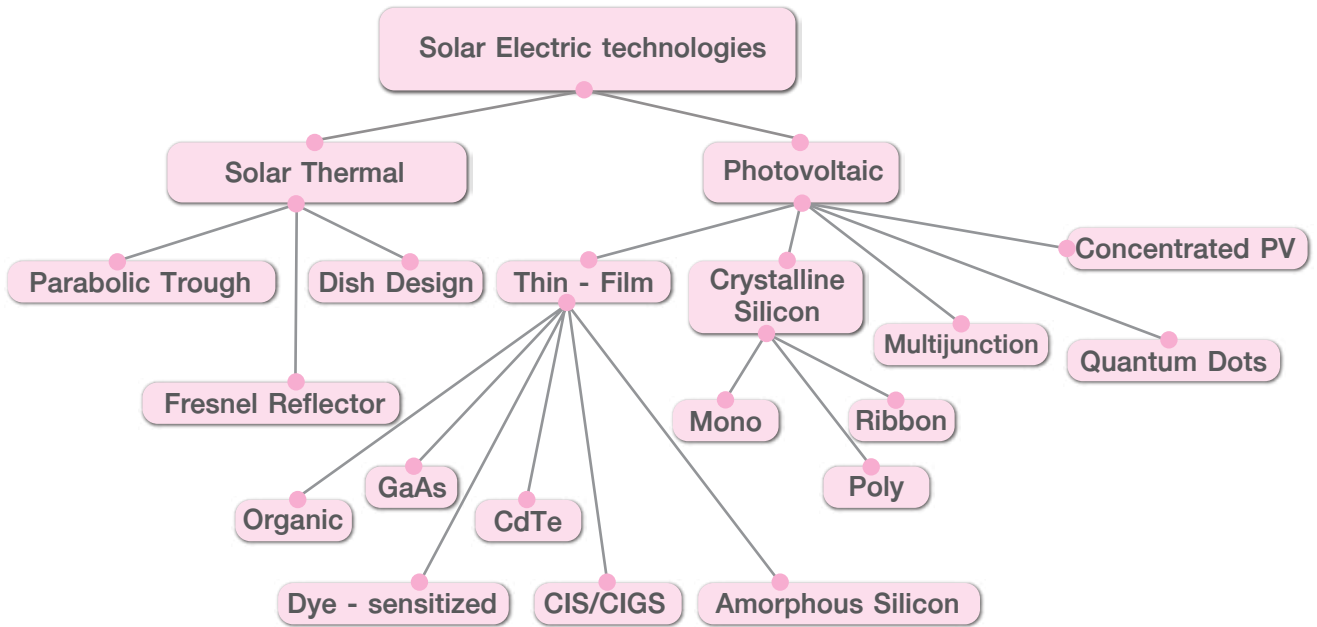 Solar Electric technologies
Solar Thermal
Photovoltaic
Concentrated PV
Parabolic Trough
Dish Design
Thin - Film
Crystalline
Silicon
Multijunction
Quantum Dots
Fresnel Reflector
Mono
Ribbon
GaAs
Poly
Organic
CdTe
Dye - sensitized
CIS/CIGS
Amorphous Silicon